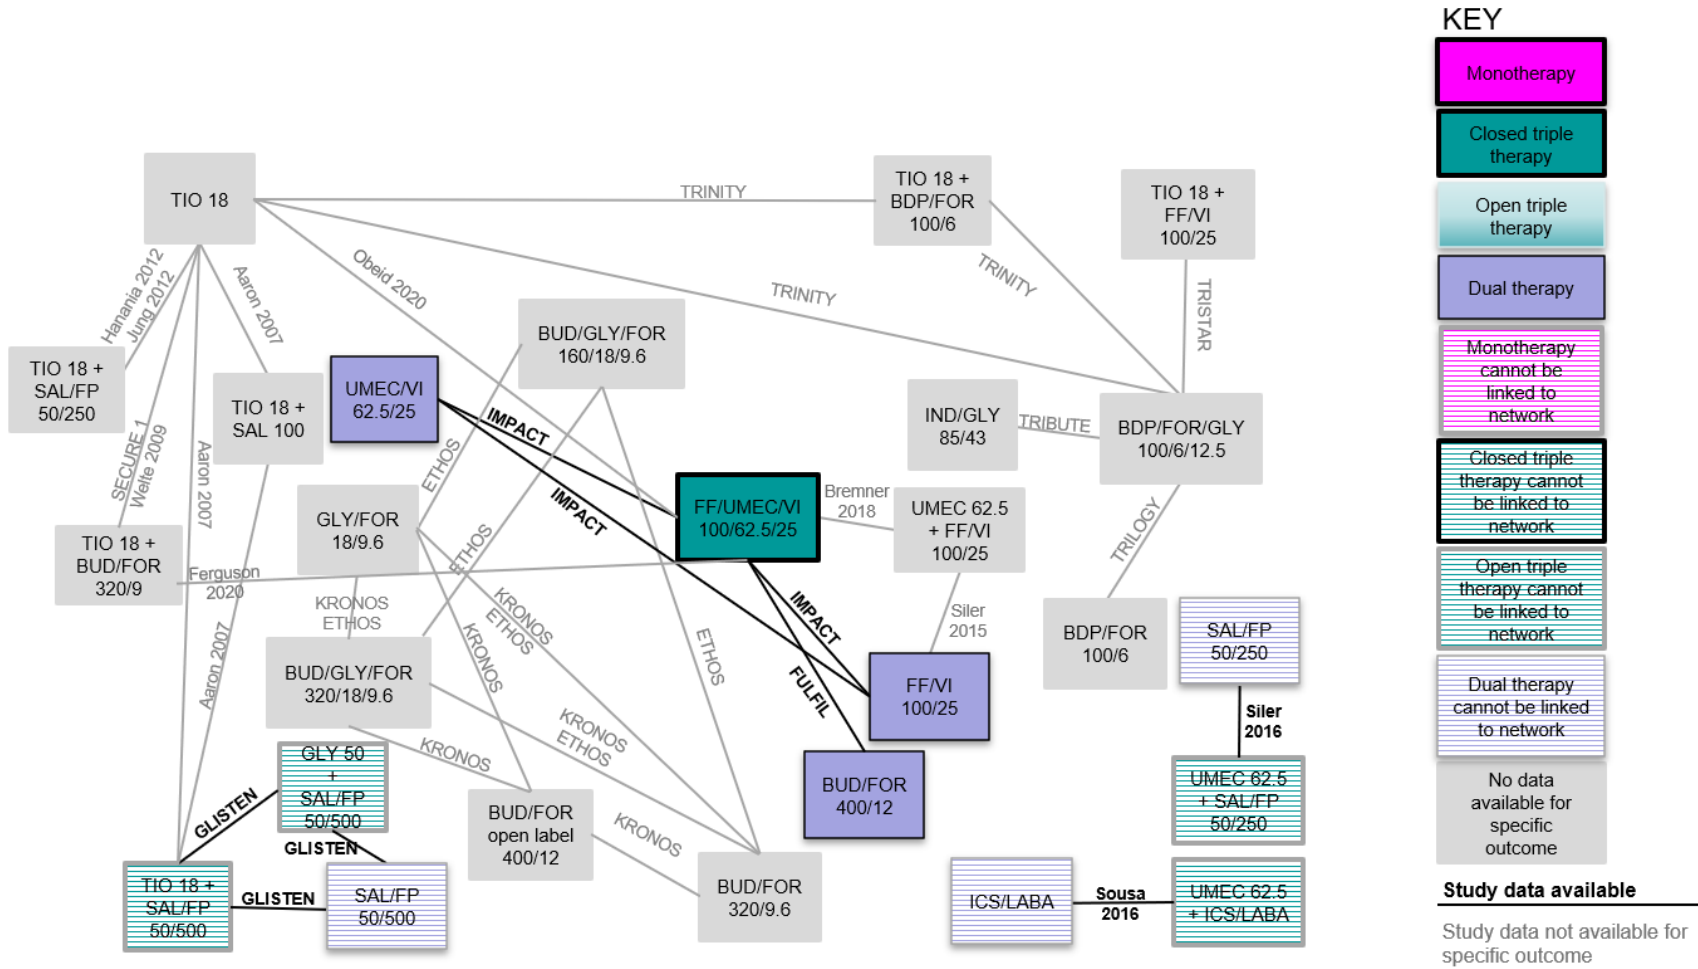 KEY
Monotherapy
Closed triple
therapy
Open triple
therapy
Dual therapy
Monotherapy
cannot be
linked to
network
Closed triple
therapy cannot
be linked to
network
Open triple
therapy cannot
be linked to
network
Dual therapy
cannot be linked
to network
No data
available for
specific
outcome
Study data available
Study data not available for
specific outcome
TIO 18
TRINITY
TIO 18 +
BDP/FOR
100/6
TIO 18 +
FF/VI
100/25
Hanania 2012
Jung 2012
Aaron 2007
Obeid 2020
TRINITY
TRINITY
TRISTAR
BUD/GLY/FOR
160/18/9.6
TIO 18 +
SAL/FP
50/250
TIO 18 +
SAL 100
UMEC/VI
62.5/25
IMPACT
IMPACT
ETHOS
IND/GLY
85/43
TRIBUTE
BDP/FOR/GLY
100/6/12.5
SECURE 1
Welte 2009
Aaron 2007
GLY/FOR
18/9.6
ETHOS
FF/UMEC/VI
100/62.5/25
Bremner
2018
UMEC 62.5
+ FF/VI
100/25
TRILOGY
TIO 18 +
BUD/FOR
320/9
Ferguson
2020
KRONOS
ETHOS
KRONOS
ETHOS
KRONOS
ETHOS
IMPACT
FULFIL
Siler
2015
BDP/FOR
100/6
SAL/FP
50/250
Aaron 2007
BUD/GLY/FOR
320/18/9.6
FF/VI
100/25
Siler
2016
KRONOS
KRONOS
ETHOS
GLY 50
+
SAL/FP
50/500
GLISTEN
GLISTEN
BUD/FOR
open label
400/12
KRONOS
BUD/FOR
400/12
UMEC 62.5
+ SAL/FP
50/250
TIO 18 +
SAL/FP
50/500
GLISTEN
SAL/FP
50/500
BUD/FOR
320/9.6
ICS/LABA
Sousa
2016
UMEC 62.5
+ ICS/LABA